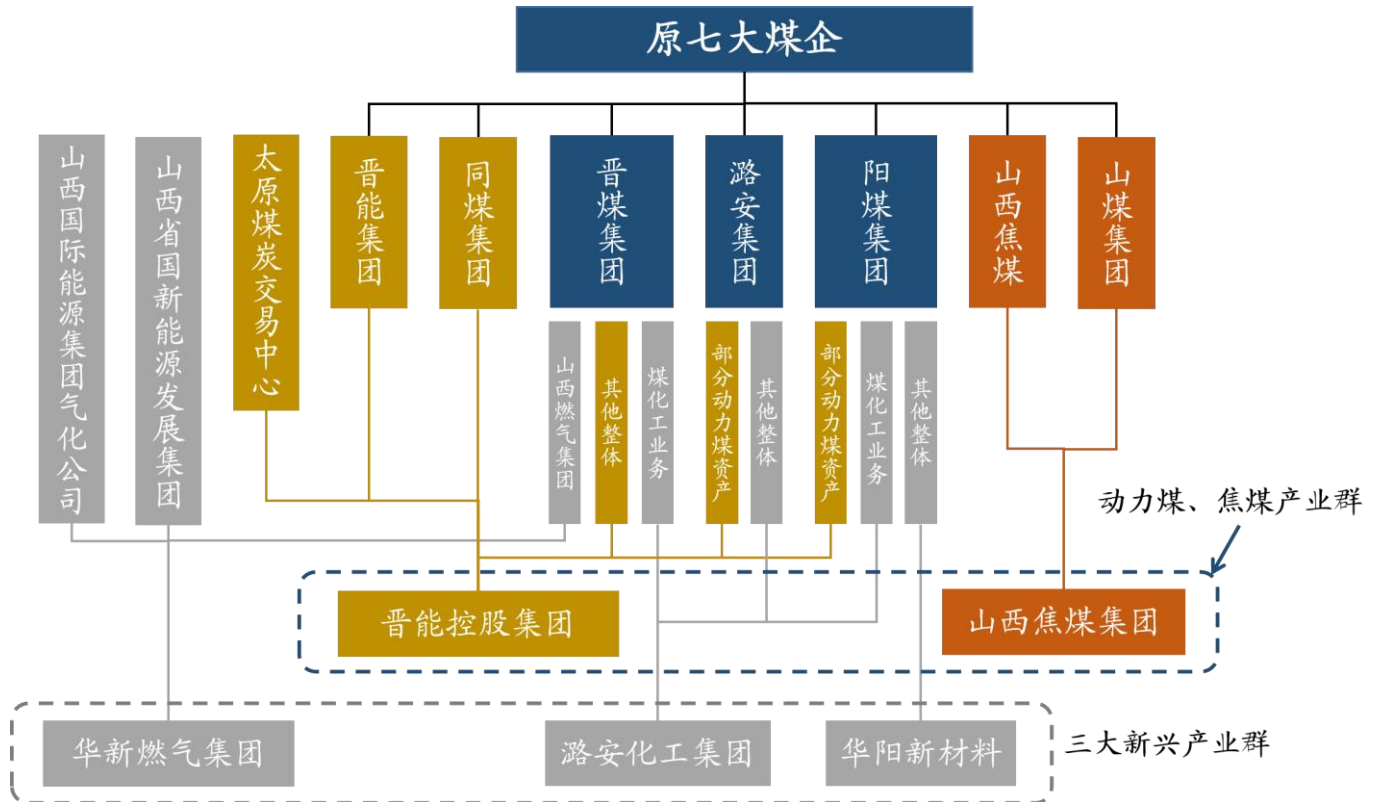 原七大煤企
山西国际能源集团气化公司
山西省国新能源发展集团
太原煤炭交易中心
晋能集团
同煤集团
晋煤集团
潞安集团
阳煤集团
山西焦煤
山煤集团
山西燃气集团
其他整体
煤化工业务
部分动力煤资产
其他整体
部分动力煤资产
煤化工业务
其他整体
动力煤、焦煤产业群
晋能控股集团
山西焦煤集团
华新燃气集团
潞安化工集团
华阳新材料
三大新兴产业群